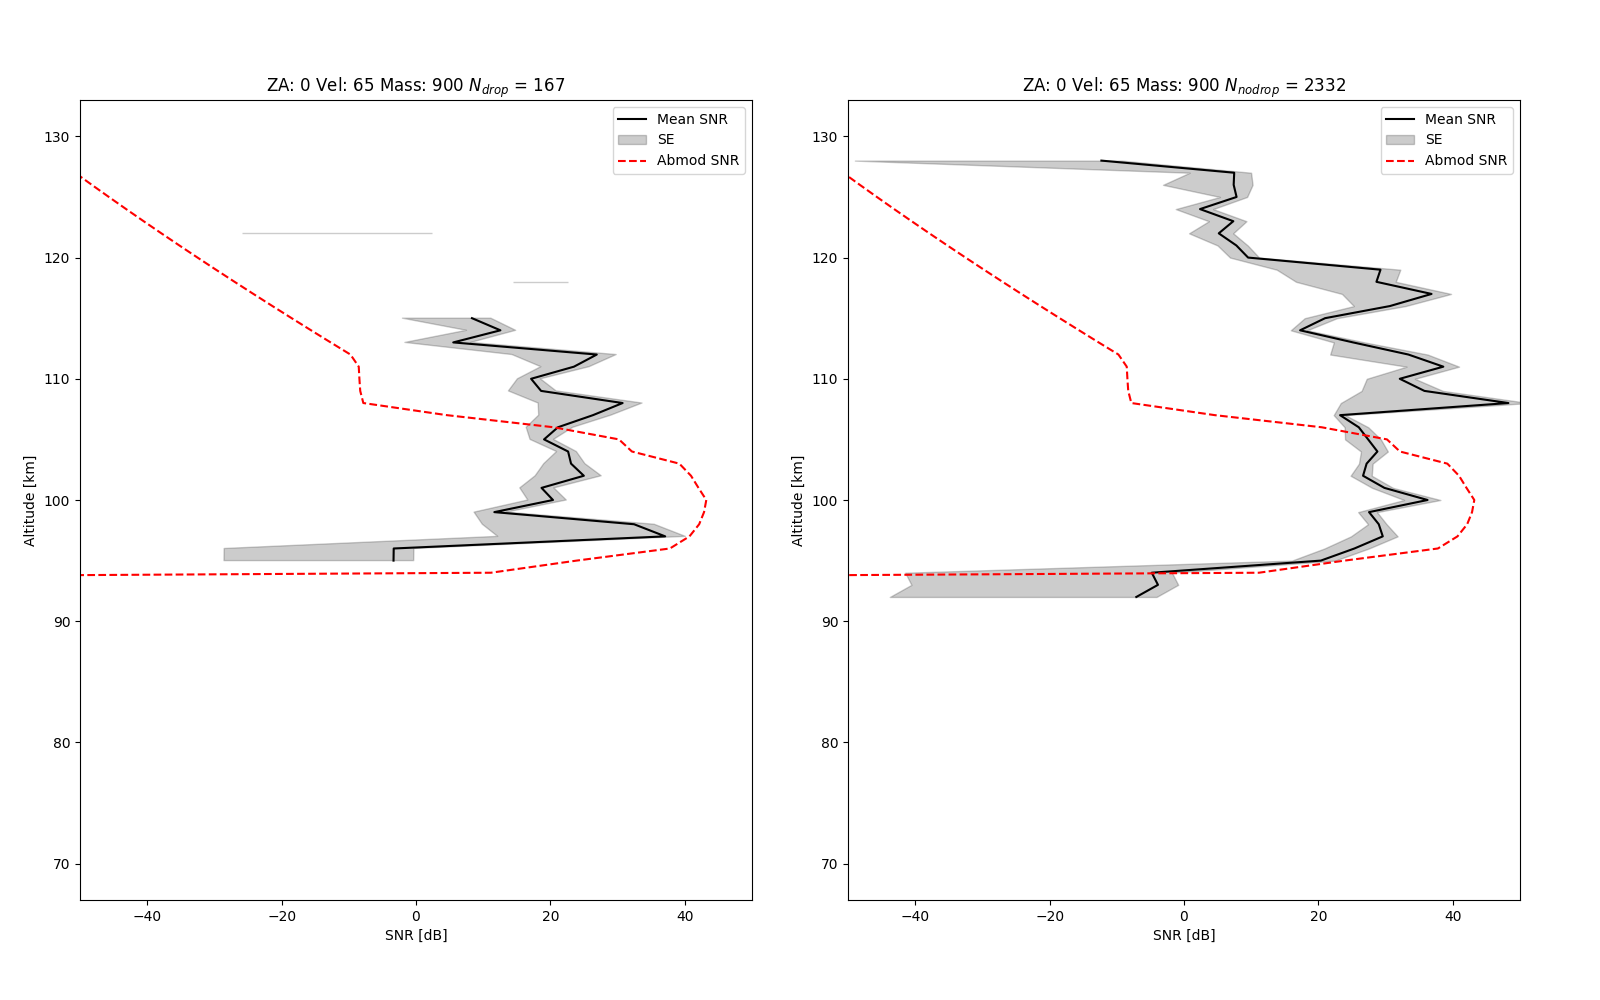 ZA: 0 Vel: 65 Mass: 900 N_drop = 167
Mean SNR
SE
Abmod SNR
130
120
110
100
90
80
70
Altitude [km]
−40
−20
0
20
40
SNR [dB]
ZA: 0 Vel: 65 Mass: 900 N_nodrop = 2332
Mean SNR
SE
Abmod SNR
130
120
110
100
90
80
70
Altitude [km]
−40
−20
0
20
40
SNR [dB]